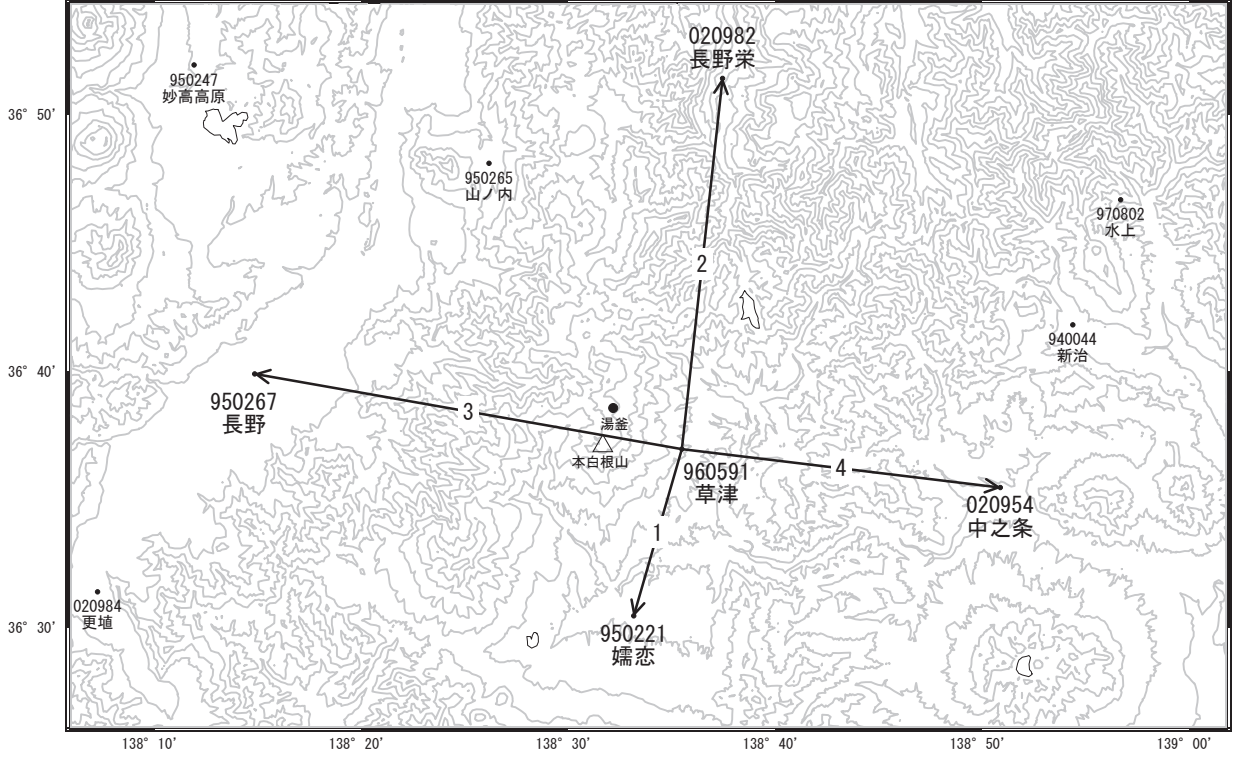 020982
長野栄
950247
妙高高原
36° 50′
950265
山ノ内
970802
水上
2
940044
新治
36° 40′
950267
長野
3
湯釜
本白根山
960591
草津
4
020954
中之条
1
020984
更埴
36° 30′
950221
嬬恋
138° 10′
138° 20′
138° 30′
138° 40′
138° 50′
139° 00′